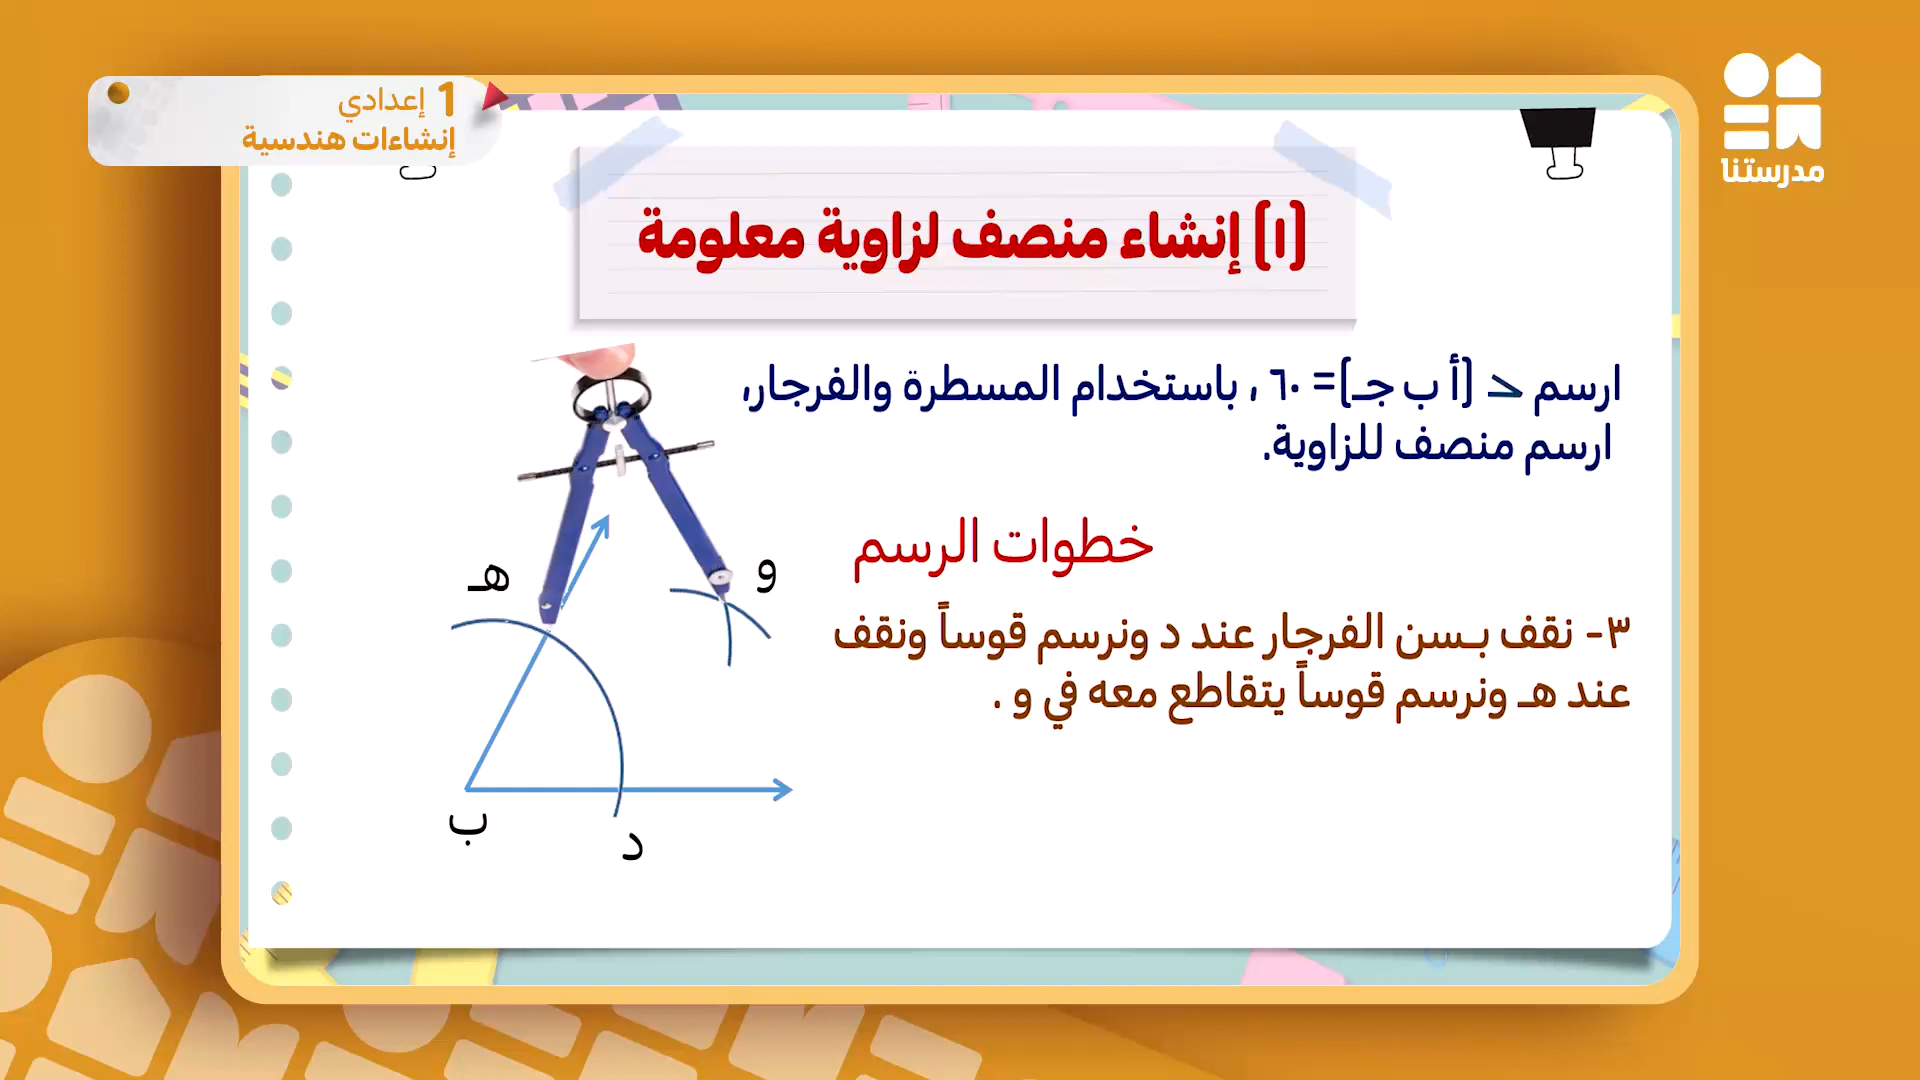 1 إعدادي
إنشاءات هندسية
مدرستنا
(١) إنشاء منصف لزاوية معلومة
ارسم > (أ ب جـ)= ٦٠ ، باستخدام المسطرة والفرجار،
ارسم منصف للزاوية.
خطوات الرسم
٣- نقف بـسن الفرجار عند د ونرسم قوساً ونقف
عند هـ ونرسم قوساً يتقاطع معه في و .
هـ
و
ب
د